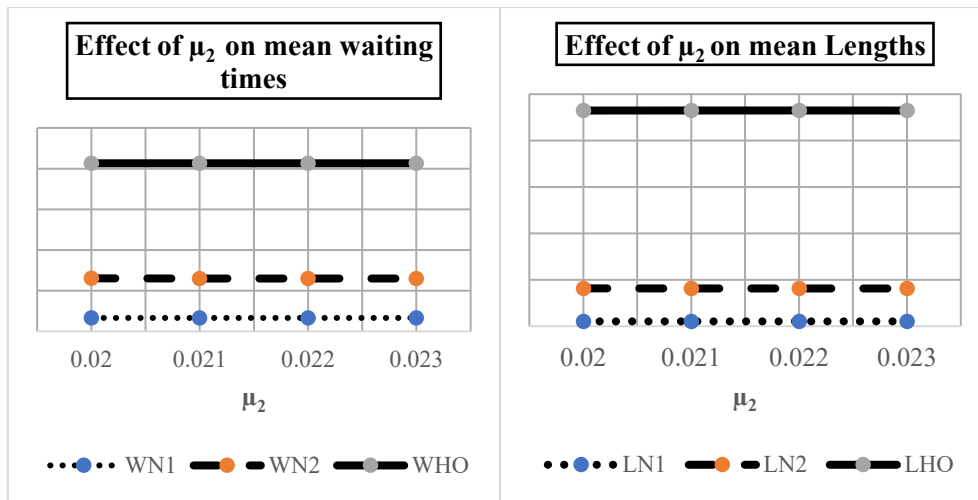 Effect of μ₂ on mean waiting
times
0.02 0.021 0.022 0.023
μ₂
WN1 WN2 WHO
Effect of μ₂ on mean Lengths
0.02 0.021 0.022 0.023
μ₂
LN1 LN2 LHO